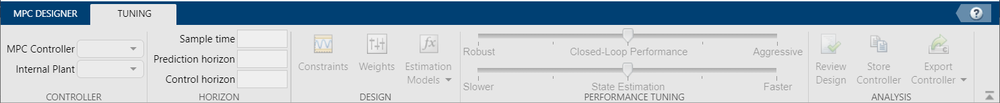 MPC DESIGNER
TUNING
?
MPC Controller
Internal Plant
CONTROLLER
Sample time
Prediction horizon
Control horizon
HORIZON
Constraints
Weights
fx
Estimation
Models
DESIGN
Robust
Closed-Loop Performance
Aggressive
Slower
State Estimation
Faster
PERFORMANCE TUNING
Review
Design
Store
Controller
C
Export
Controller
ANALYSIS